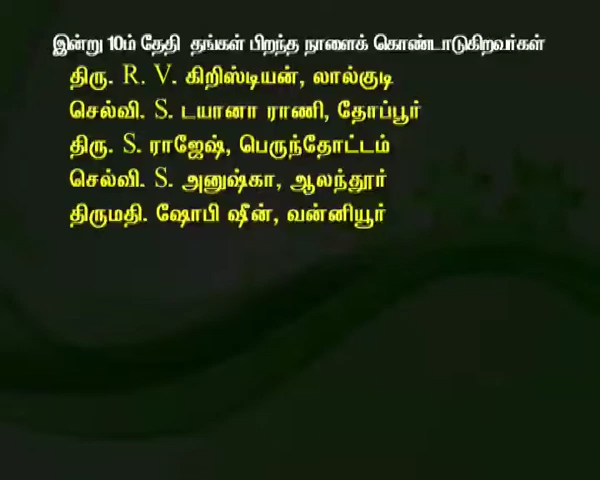 இன்று 10ம் தேதி தங்கள் பிறந்த நாளைக் கொண்டாடுகிறவர்கள்
திரு. R. V. கிறிஸ்டியன், லால்குடி
செல்வி. S. டயானா ராணி, தோப்பூர்
திரு. S. ராஜேஷ், பெருந்தோட்டம்
செல்வி. S. அனுஷ்கா, ஆலந்தூர்
திருமதி. ஷோபி ஷீன், வன்னியூர்